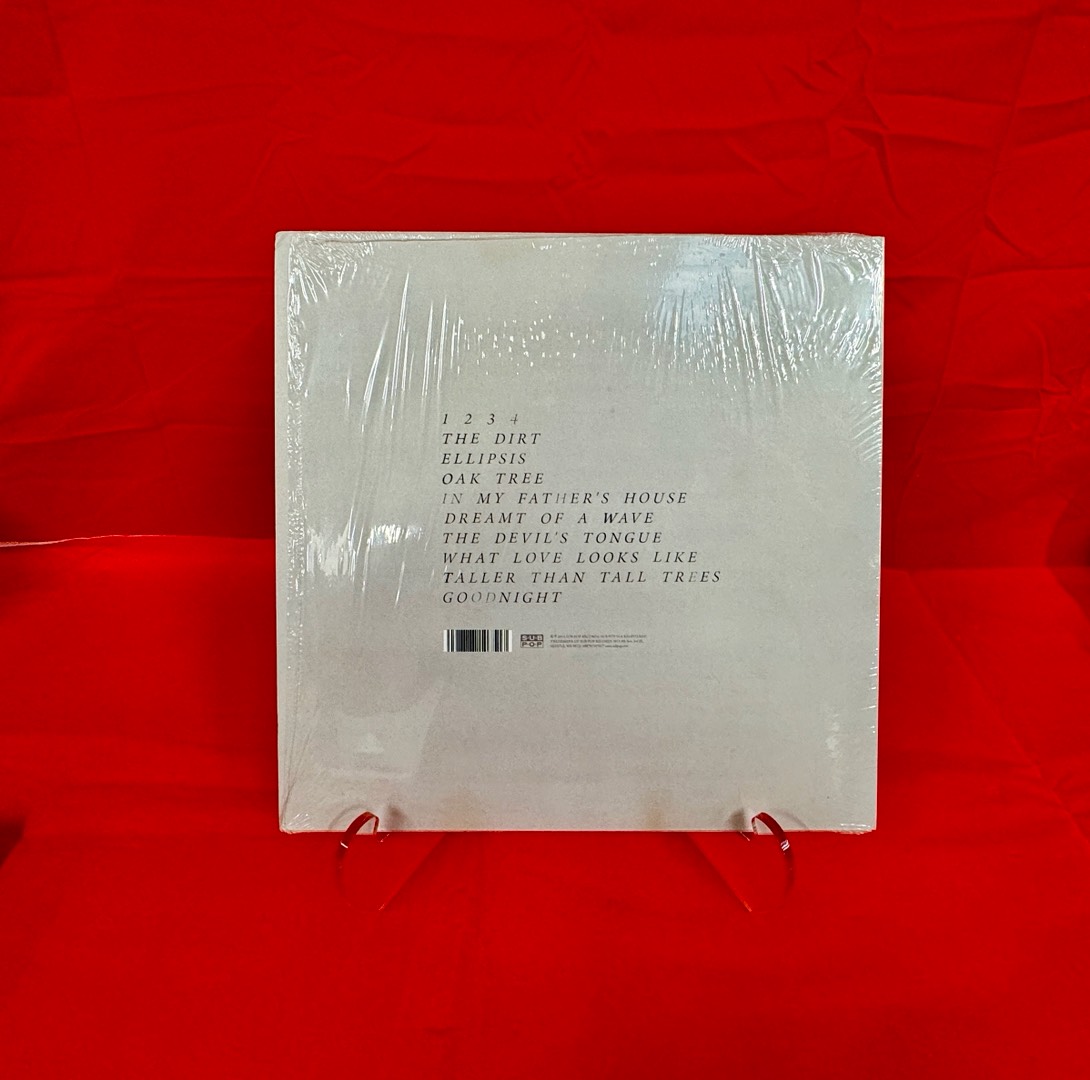 1 2 3 4
THE DIRT
ELLIPSIS
OAK TREE
IN MY FATHER'S HOUSE
DREAMT OF A WAVE
THE DEVIL'S TONGUE
WHAT LOVE LOOKS LIKE
TALLER THAN TALL TREES
GOODNIGHT
SUB
POP